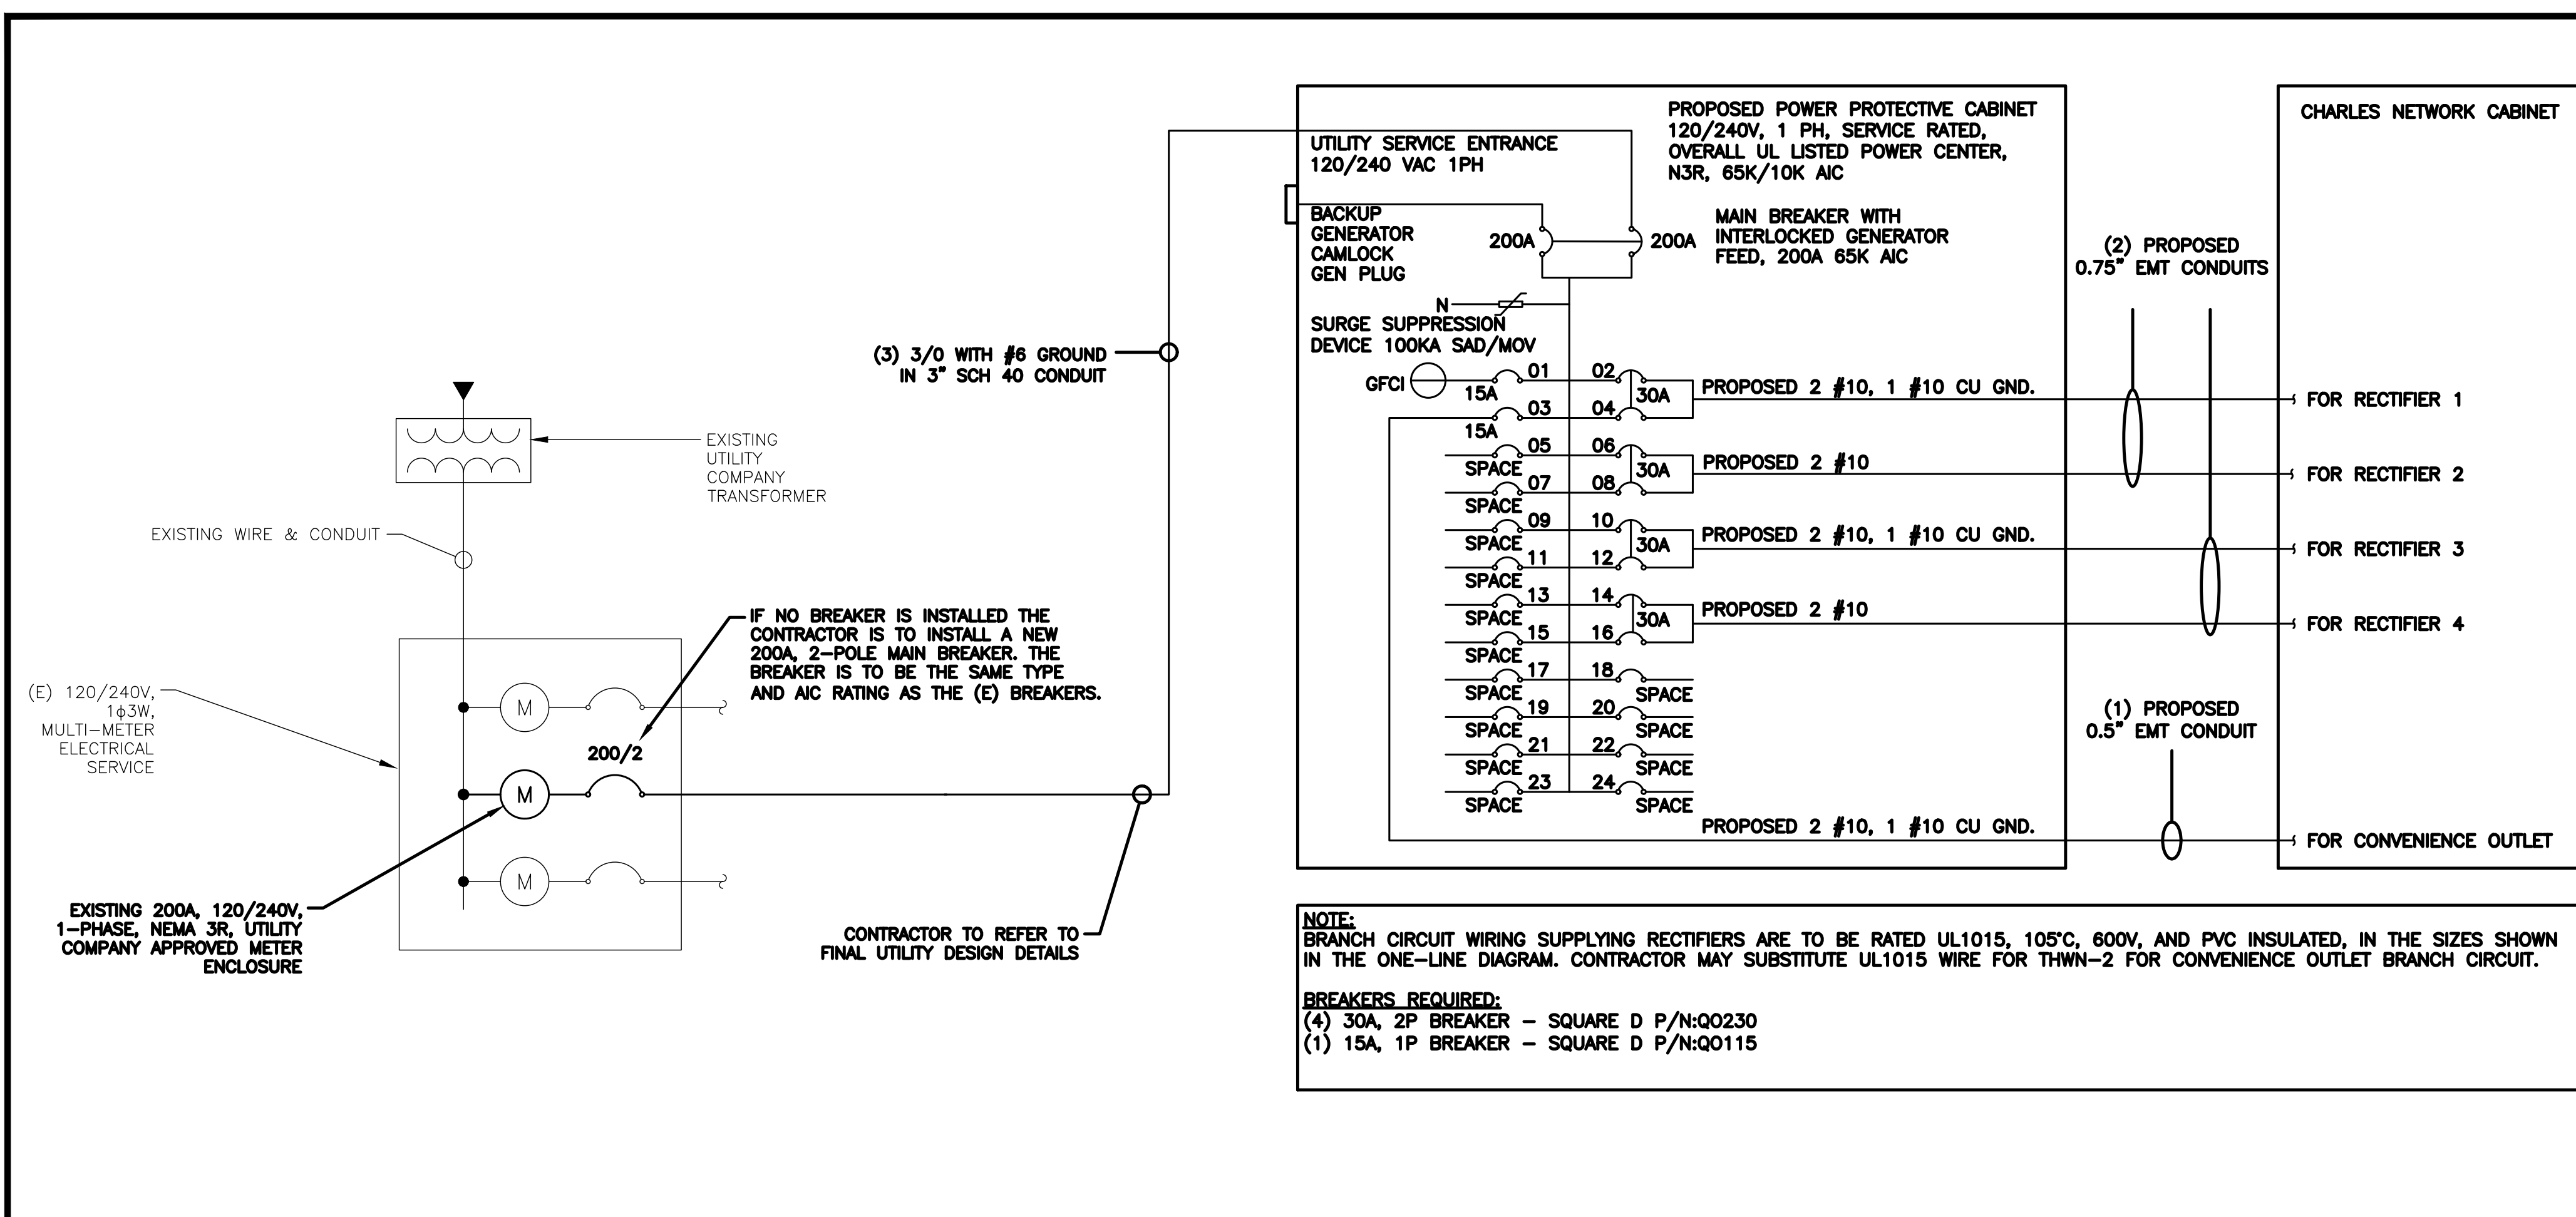 EXISTING
UTILITY
COMPANY
TRANSFORMER
EXISTING WIRE & CONDUIT
(E) 120/240V,
1ϕ3W,
MULTI-METER
ELECTRICAL
SERVICE
M
M
M
200/2
IF NO BREAKER IS INSTALLED THE
CONTRACTOR IS TO INSTALL A NEW
200A, 2-POLE MAIN BREAKER. THE
BREAKER IS TO BE THE SAME TYPE
AND AIC RATING AS THE (E) BREAKERS.
EXISTING 200A, 120/240V,
1-PHASE, NEMA 3R, UTILITY
COMPANY APPROVED METER
ENCLOSURE
CONTRACTOR TO REFER TO
FINAL UTILITY DESIGN DETAILS
(3) 3/0 WITH #6 GROUND
IN 3" SCH 40 CONDUIT
UTILITY SERVICE ENTRANCE
120/240 VAC 1PH
PROPOSED POWER PROTECTIVE CABINET
120/240V, 1 PH, SERVICE RATED,
OVERALL UL LISTED POWER CENTER,
N3R, 65K/10K AIC
BACKUP
GENERATOR
CAMLOCK
GEN PLUG
200A
200A
MAIN BREAKER WITH
INTERLOCKED GENERATOR
FEED, 200A 65K AIC
N
SURGE SUPPRESSION
DEVICE 100KA SAD/MOV
GFCI
15A
01
02
30A
PROPOSED 2 #10, 1 #10 CU GND.
15A
03
04
SPACE
05
06
30A
PROPOSED 2 #10
SPACE
07
08
SPACE
09
10
30A
PROPOSED 2 #10, 1 #10 CU GND.
SPACE
11
12
SPACE
13
14
30A
PROPOSED 2 #10
SPACE
15
16
SPACE
17
18
SPACE
SPACE
19
20
SPACE
SPACE
21
22
SPACE
SPACE
23
24
SPACE
PROPOSED 2 #10, 1 #10 CU GND.
(2) PROPOSED
0.75" EMT CONDUITS
(1) PROPOSED
0.5" EMT CONDUIT
CHARLES NETWORK CABINET
FOR RECTIFIER 1
FOR RECTIFIER 2
FOR RECTIFIER 3
FOR RECTIFIER 4
FOR CONVENIENCE OUTLET
NOTE:
BRANCH CIRCUIT WIRING SUPPLYING RECTIFIERS ARE TO BE RATED UL1015, 105°C, 600V, AND PVC INSULATED, IN THE SIZES SHOWN
IN THE ONE-LINE DIAGRAM. CONTRACTOR MAY SUBSTITUTE UL1015 WIRE FOR THWN-2 FOR CONVENIENCE OUTLET BRANCH CIRCUIT.
BREAKERS REQUIRED:
(4) 30A, 2P BREAKER - SQUARE D P/N:QO230
(1) 15A, 1P BREAKER - SQUARE D P/N:QO115